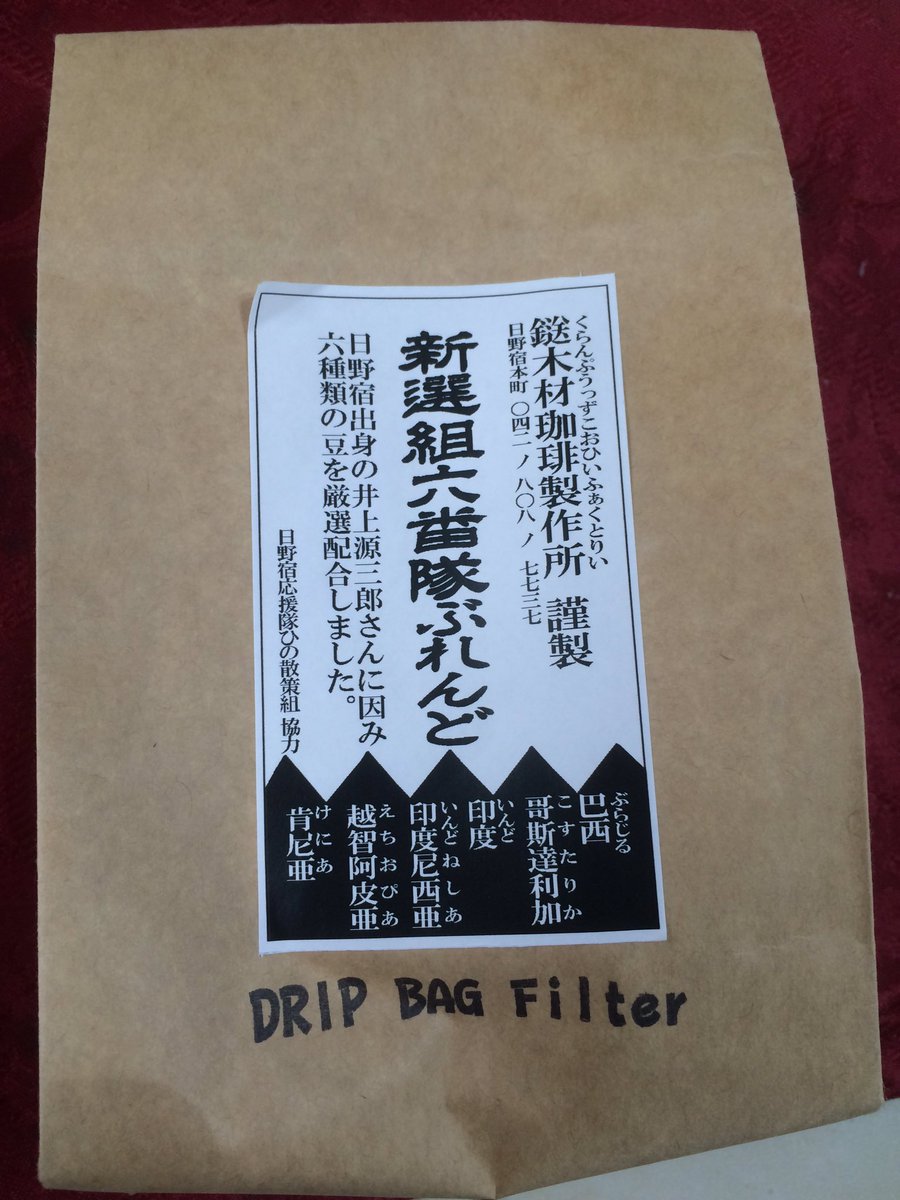 くらんぷうっずこおひいふぁくとりい
鎹木材珈琲製作所 謹製
日野宿本町 〇四二ノ八〇八ノ七七三七
新選組六番隊ぶれんど
日野宿出身の井上源三郎さんに因み
六種類の豆を厳選配合しました。
日野宿応援隊ひの散策組 協力
ぶらじる
巴西
こすたりか
哥斯達利加
いんど
印度
いんどねしあ
印度尼西亜
えちおぴあ
越智阿皮亜
けにあ
肯尼亜
DRIP BAG Filter